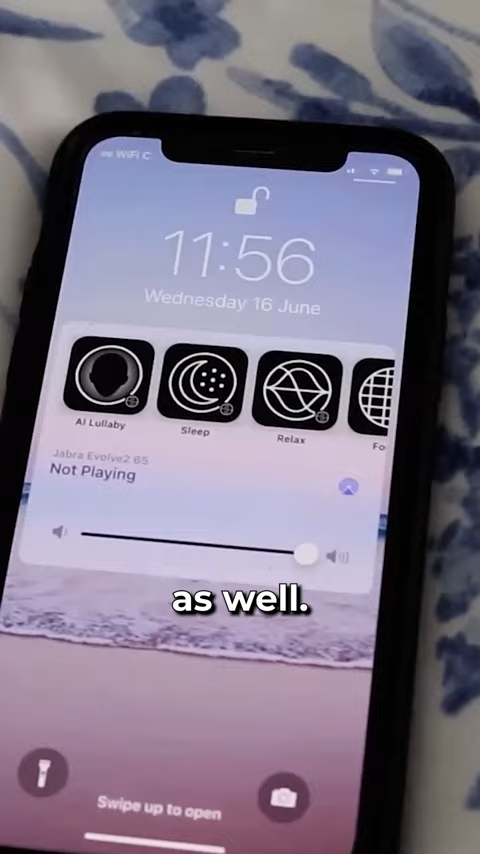 WiFi C
11:56
Wednesday 16 June
AI Lullaby
Sleep
Relax
Fo
Jabra Evolve2 65
Not Playing
as well.
Swipe up to open